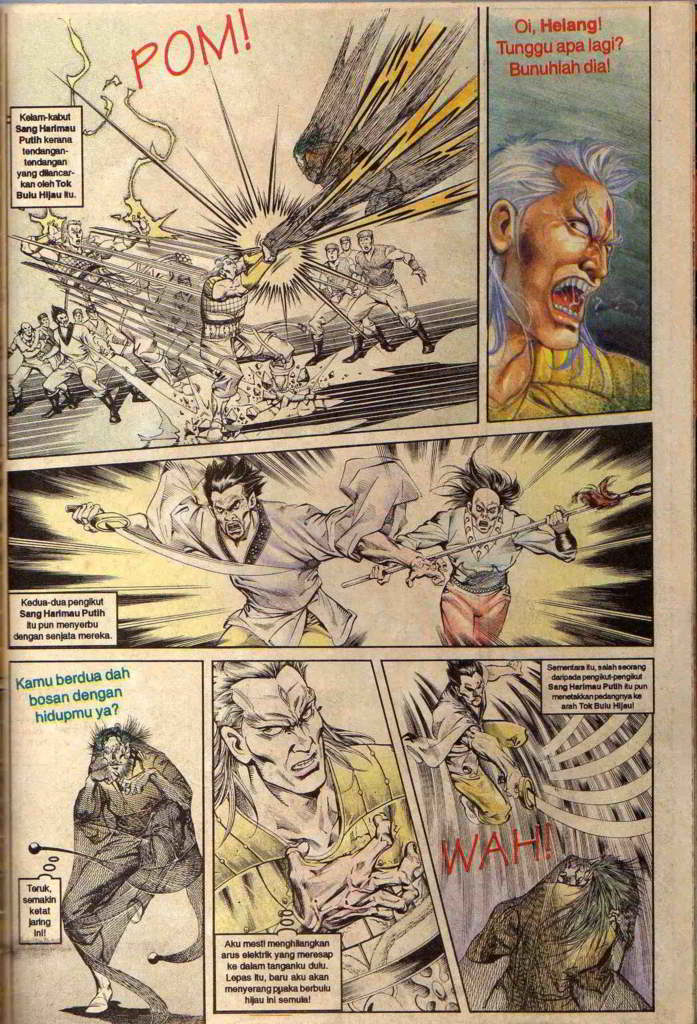 POM!
Kelam-kabut
Sang Harimau
Putih kerana
tendangan-
tendangan
yang dilancar-
kan oleh Tok
Bulu Hijau itu.
Oi, Helang!
Tunggu apa lagi?
Bunuhlah dia!
Kedua-dua pengikut
Sang Harimau Putih
itu pun menyerbu
dengan senjata mereka.
Kamu berdua dah
bosan dengan
hidupmu ya?
Teruk,
semakin
ketat
jaring
ini!
Aku mesti menghilangkan
arus elektrik yang meresap
ke dalam tanganku dulu.
Lepas itu, baru aku akan
menyerang puaka berbulu
hijau ini semula!
Sementara itu, salah seorang
daripada pengikut-pengikut
Sang Harimau Putih itu pun
menetakkan pedangnya ke
arah Tok Bulu Hijau!
WAH!